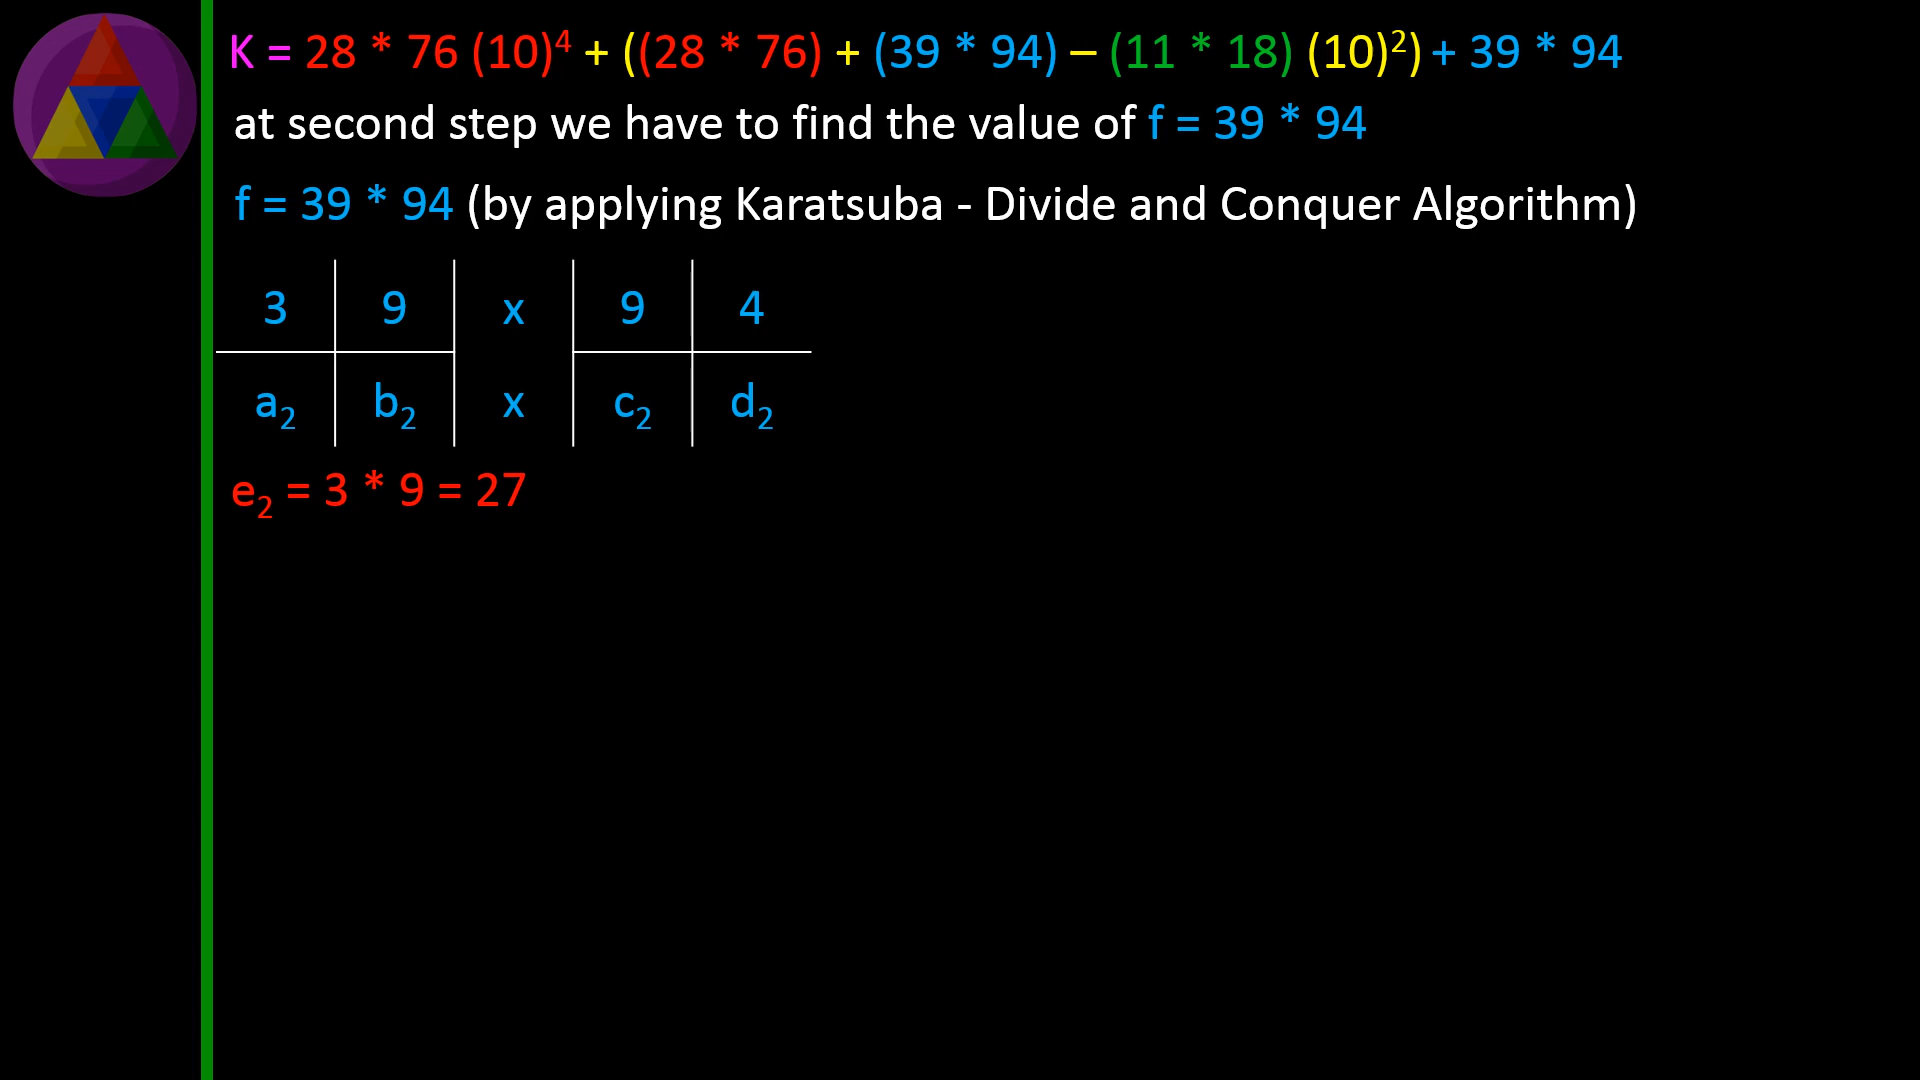 K = 28 * 76 (10)⁴ + ((28 * 76) + (39 * 94) – (11 * 18) (10)²) + 39 * 94
at second step we have to find the value of f = 39 * 94
f = 39 * 94 (by applying Karatsuba - Divide and Conquer Algorithm)
3 9 x 9 4
a₂ b₂ x c₂ d₂
e₂ = 3 * 9 = 27